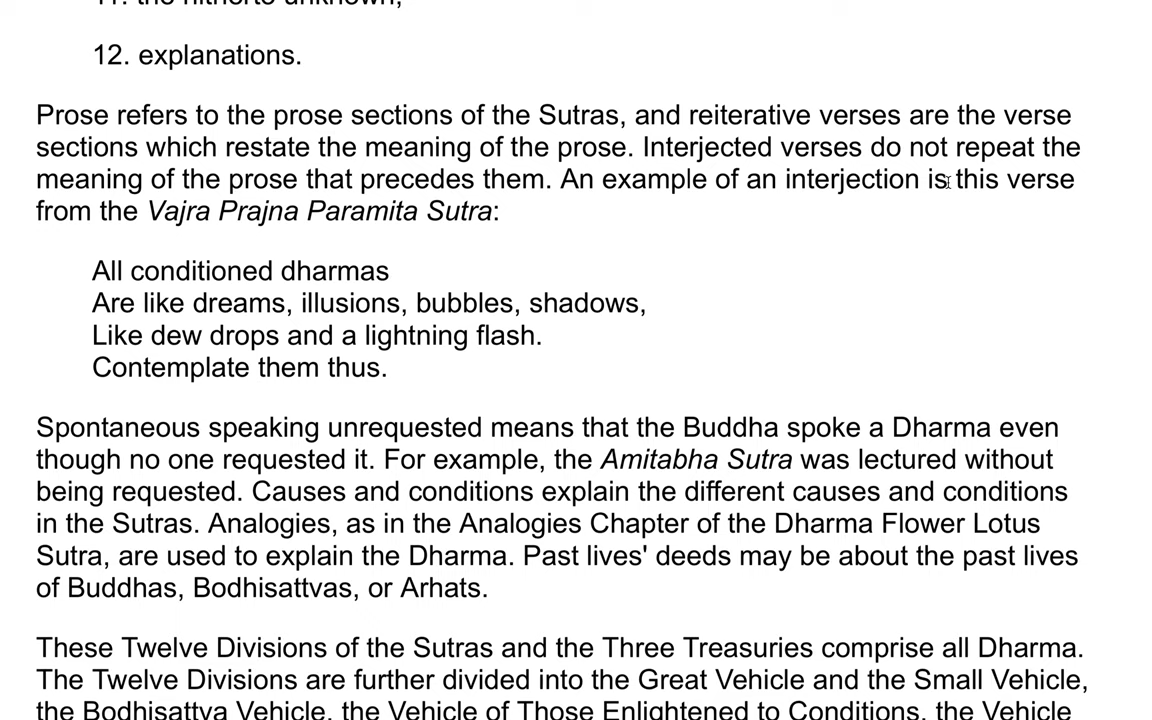 11. the hitherto unknown,
12. explanations.
Prose refers to the prose sections of the Sutras, and reiterative verses are the verse
sections which restate the meaning of the prose. Interjected verses do not repeat the
meaning of the prose that precedes them. An example of an interjection is this verse
from the Vajra Prajna Paramita Sutra:
All conditioned dharmas
Are like dreams, illusions, bubbles, shadows,
Like dew drops and a lightning flash.
Contemplate them thus.
Spontaneous speaking unrequested means that the Buddha spoke a Dharma even
though no one requested it. For example, the Amitabha Sutra was lectured without
being requested. Causes and conditions explain the different causes and conditions
in the Sutras. Analogies, as in the Analogies Chapter of the Dharma Flower Lotus
Sutra, are used to explain the Dharma. Past lives' deeds may be about the past lives
of Buddhas, Bodhisattvas, or Arhats.
These Twelve Divisions of the Sutras and the Three Treasuries comprise all Dharma.
The Twelve Divisions are further divided into the Great Vehicle and the Small Vehicle,
the Bodhisattva Vehicle, the Vehicle of Those Enlightened to Conditions, the Vehicle